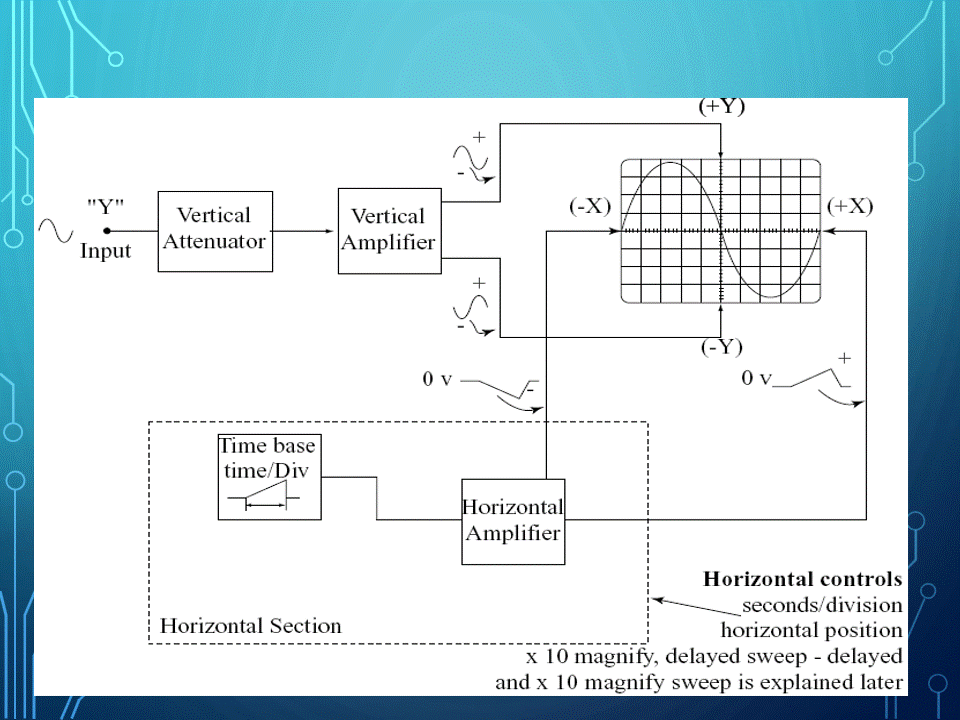 "Y"
Input
Vertical
Attenuator
Vertical
Amplifier
+
-
+
-
(+Y)
(-X)
(+X)
(-Y)
0 v
-
0 v
+
Time base
time/Div
Horizontal
Amplifier
Horizontal Section
Horizontal controls
seconds/division
horizontal position
x 10 magnify, delayed sweep - delayed
and x 10 magnify sweep is explained later